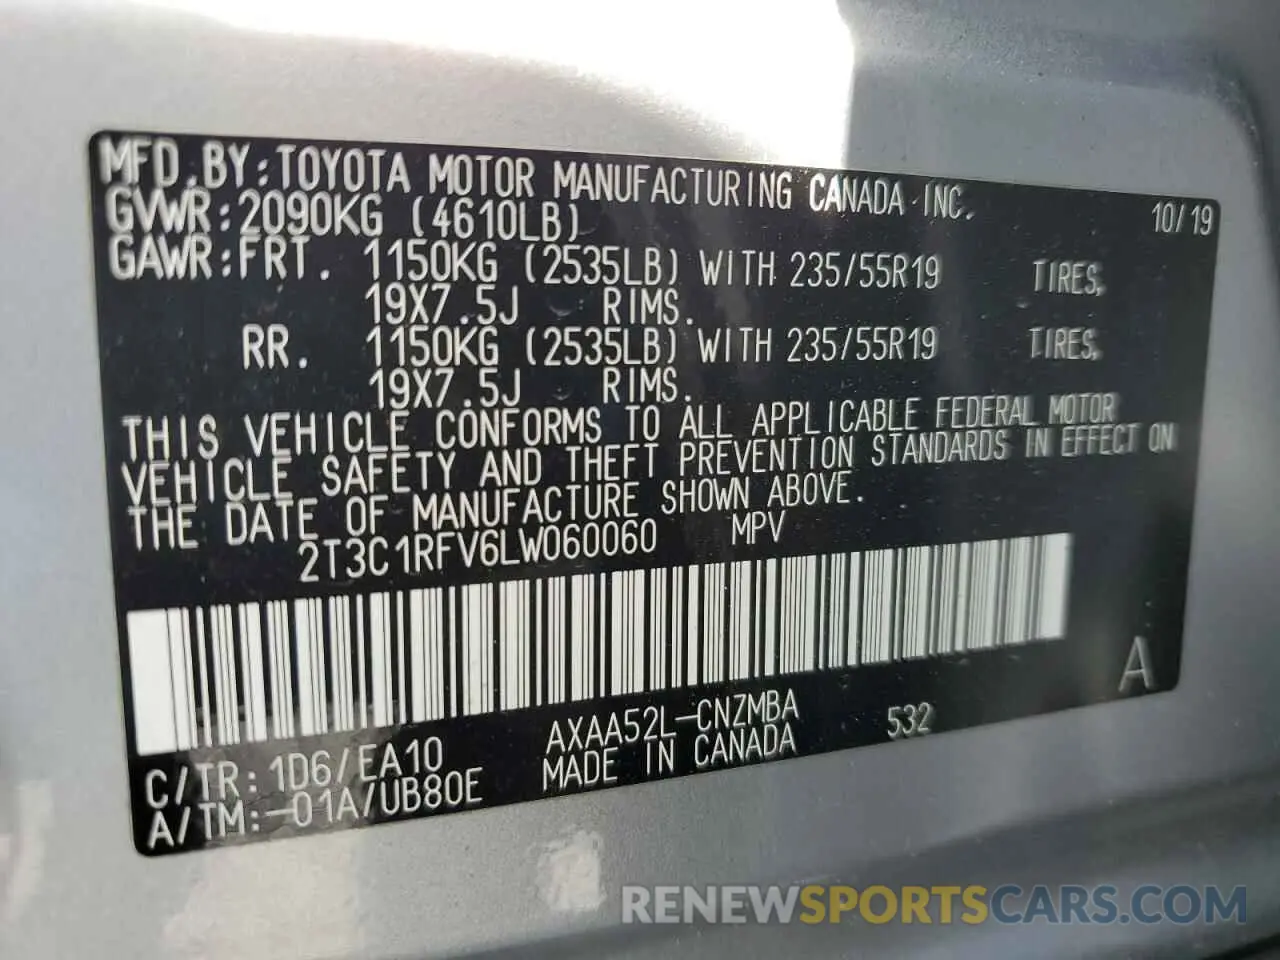 MFD.BY:TOYOTA MOTOR MANUFACTURING CANADA INC. 10/19
GVWR:2090KG (4610LB)
GAWR:FRT. 1150KG (2535LB) WITH 235/55R19 TIRES,
19X7.5J RIMS.
RR. 1150KG (2535LB) WITH 235/55R19 TIRES,
19X7.5J RIMS.
THIS VEHICLE CONFORMS TO ALL APPLICABLE FEDERAL MOTOR
VEHICLE SAFETY AND THEFT PREVENTION STANDARDS IN EFFECT ON
THE DATE OF MANUFACTURE SHOWN ABOVE.
2T3C1RFV6LW060060 MPV
A
C/TR: 1D6/EA10 AXAA52L-CNZMBA 532
A/TM:-01A/UB80E MADE IN CANADA
RENEWSPORTSCARS.COM